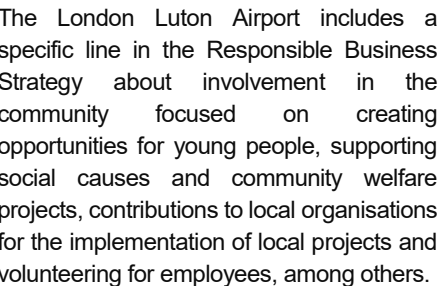 The London Luton Airport includes a
specific line in the Responsible Business
Strategy about involvement in the
community focused on creating
opportunities for young people, supporting
social causes and community welfare
projects, contributions to local organisations
for the implementation of local projects and
volunteering for employees, among others.